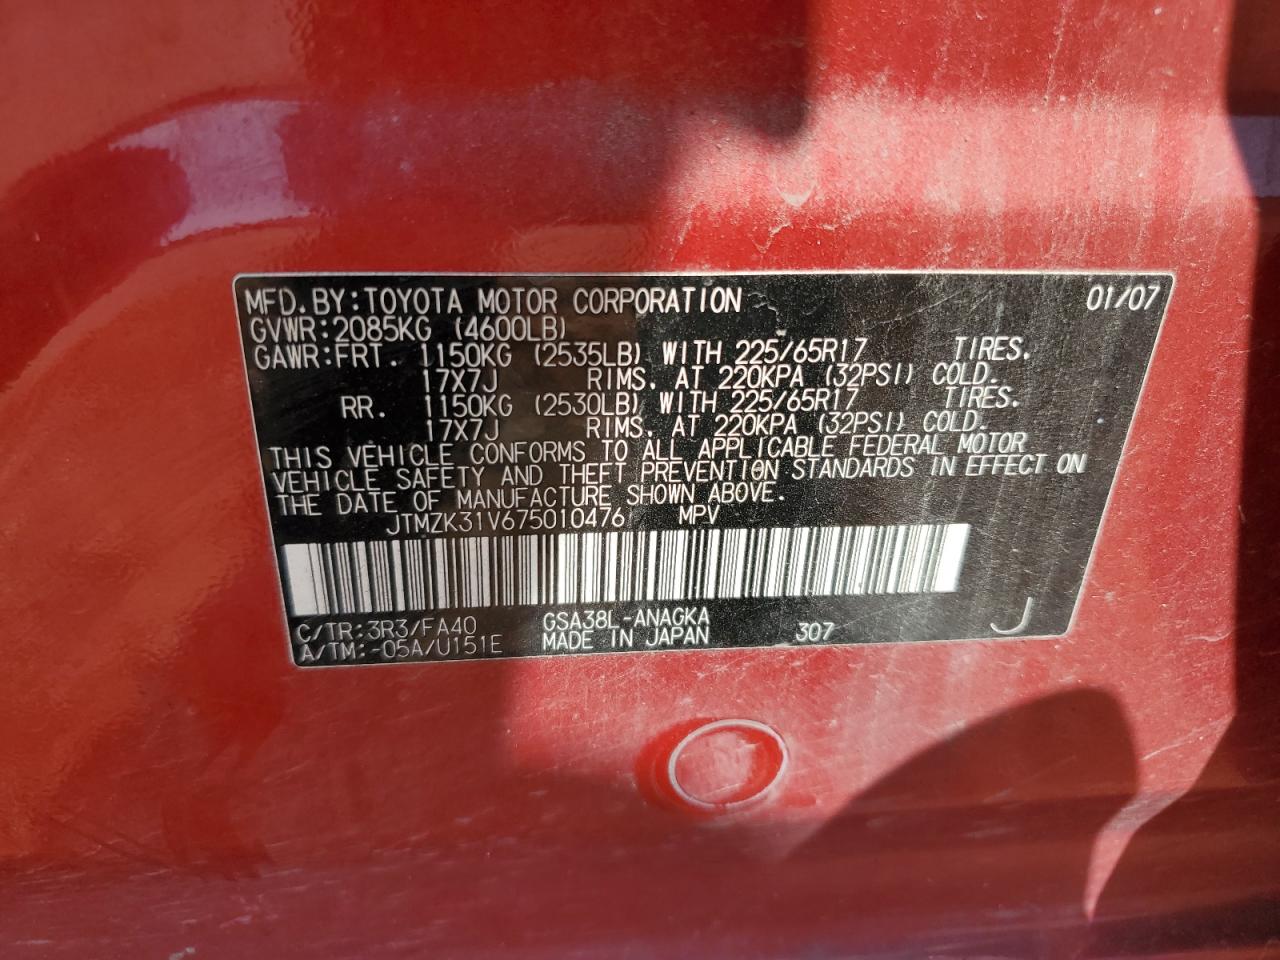 MFD. BY: TOYOTA MOTOR CORPORATION 01/07
GVWR: 2085KG (4600LB)
GAWR: FRT. 1150KG (2535LB) WITH 225/65R17 TIRES.
17X7J RIMS. AT 220KPA (32PSI) COLD.
RR. 1150KG (2530LB) WITH 225/65R17 TIRES.
17X7J RIMS. AT 220KPA (32PSI) COLD.
THIS VEHICLE CONFORMS TO ALL APPLICABLE FEDERAL MOTOR
VEHICLE SAFETY AND THEFT PREVENTION STANDARDS IN EFFECT ON
THE DATE OF MANUFACTURE SHOWN ABOVE.
JTMZK31V675010476 MPV
C/TR: 3R3/FA40 GSA38L-ANAGKA
A/TM: -05A/U151E MADE IN JAPAN 307 J